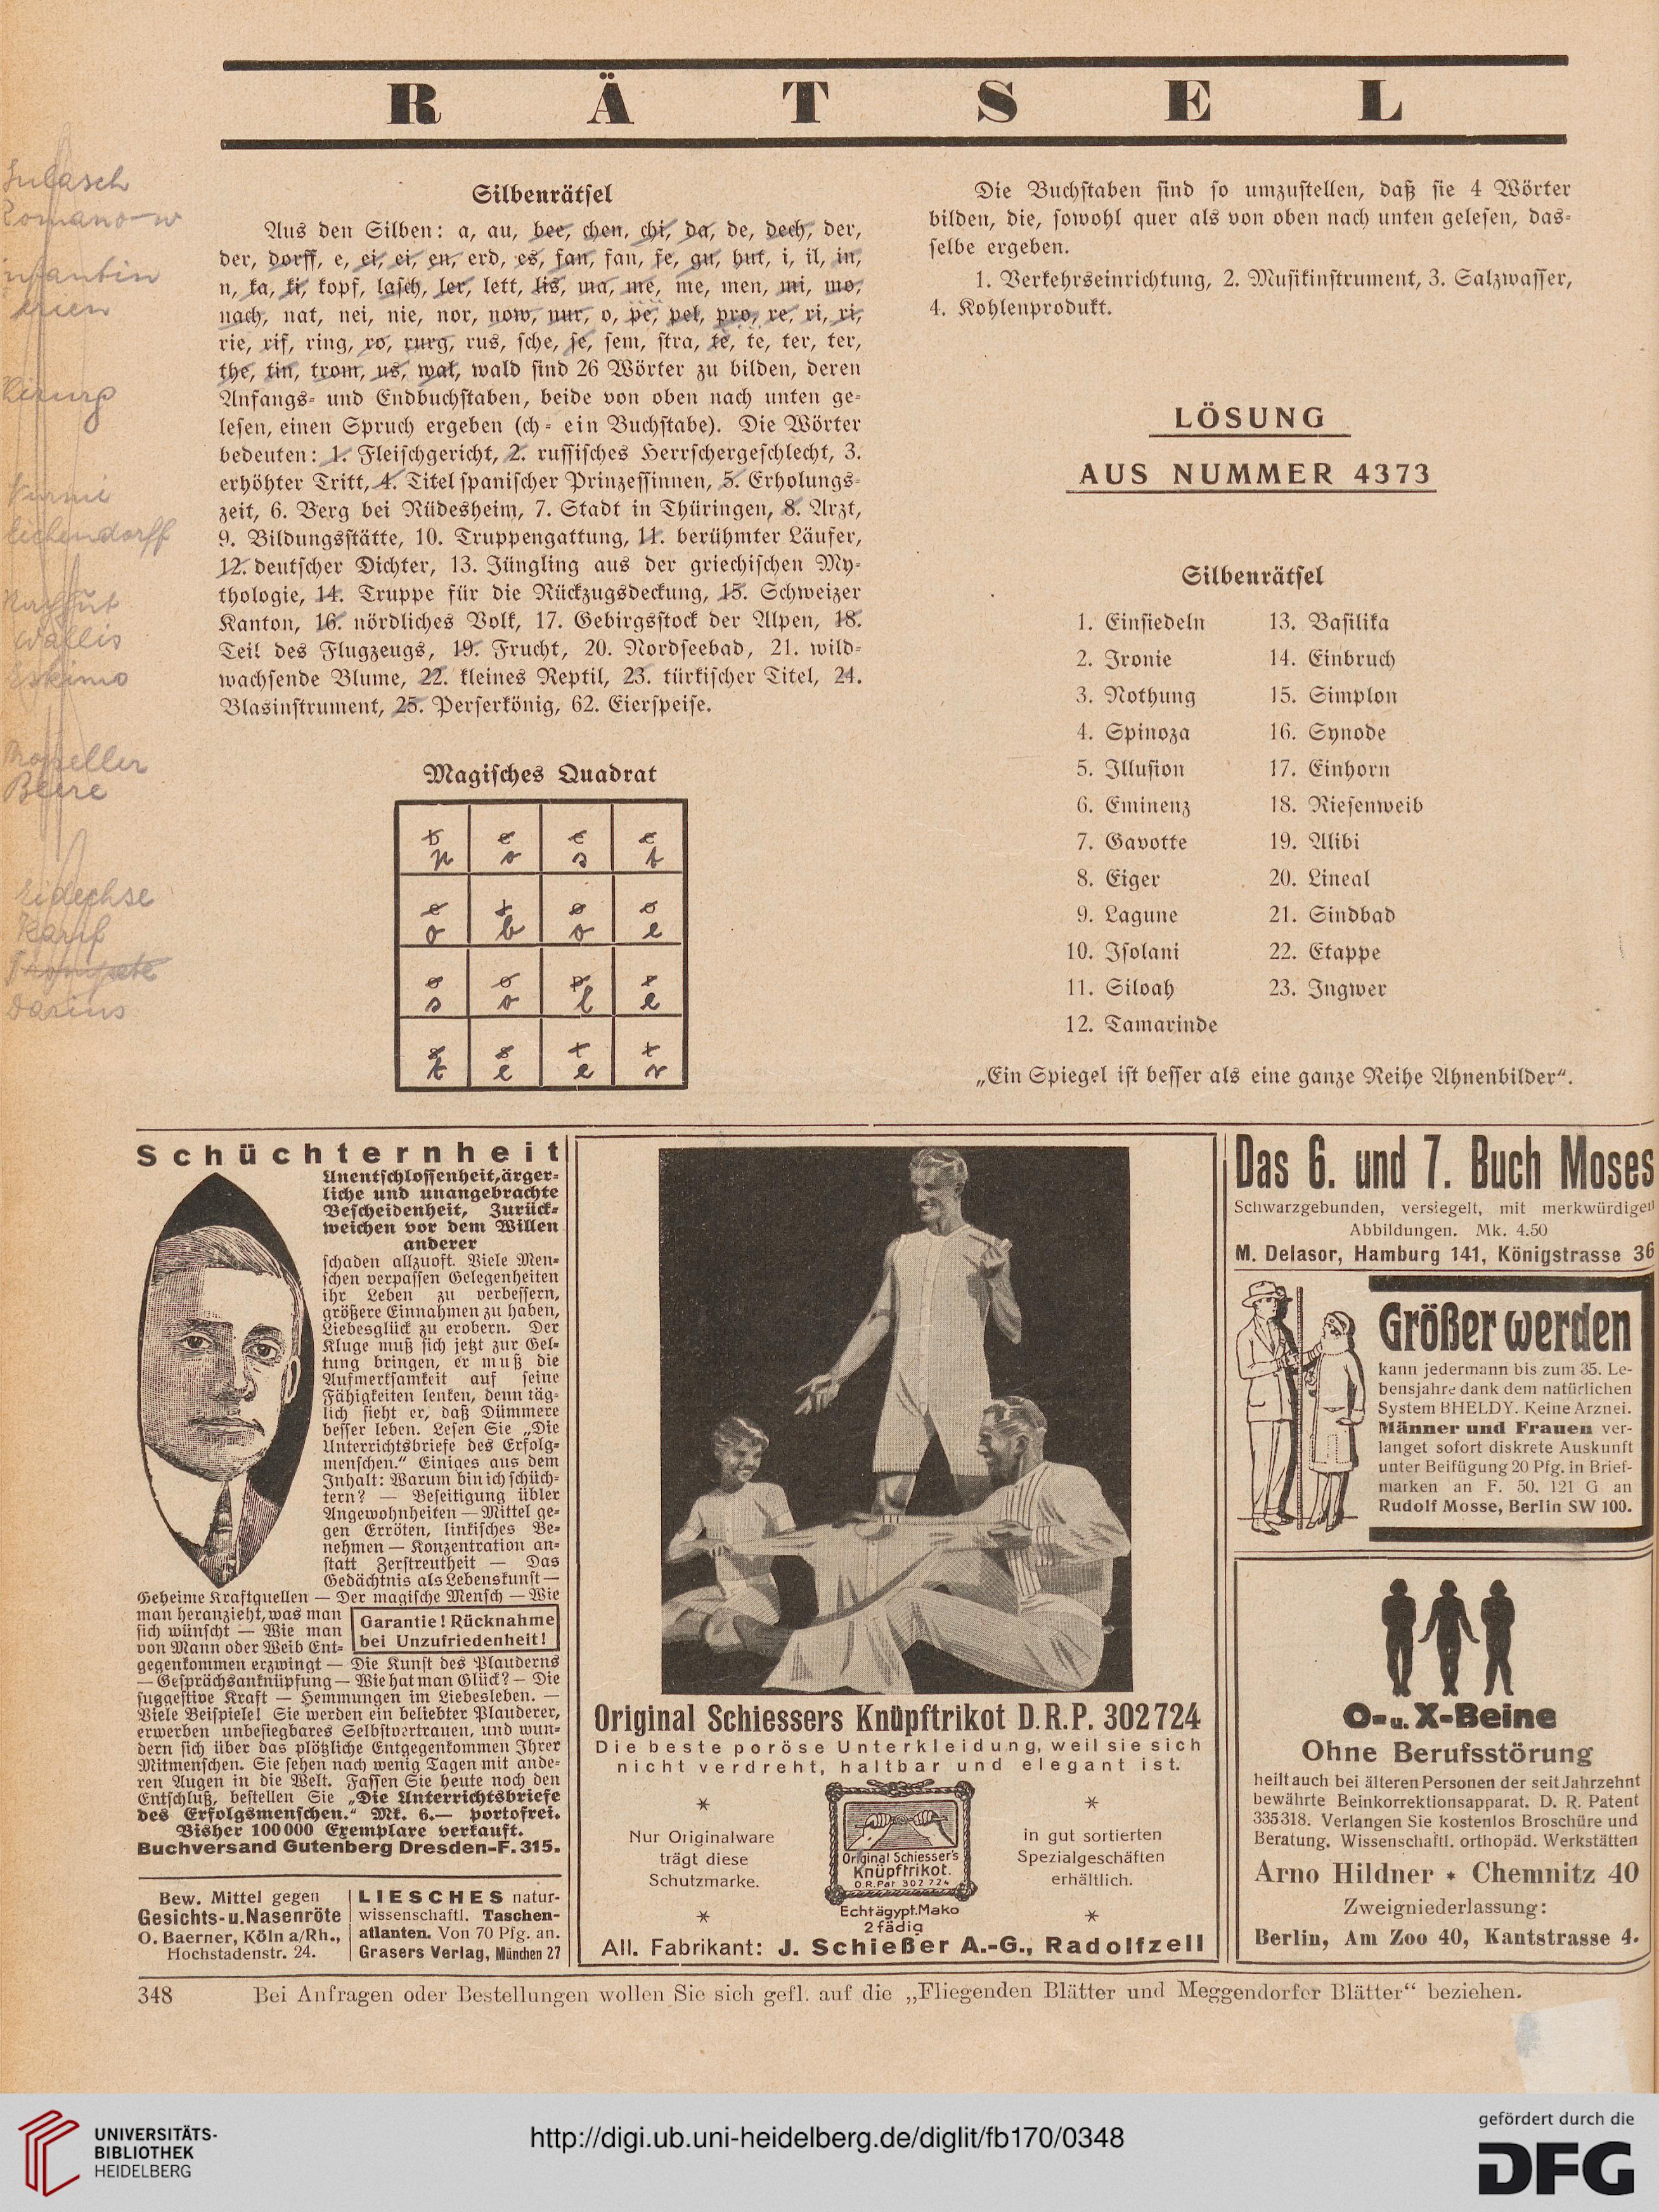 RÄTSEL
Silbenrätsel
Aus den Silben: a, au, bee, chen, chi, da, de, dech, der,
der, dorff, e, ei, ei, en, erd, es, fan, fan, fe, gu, hut, i, il, in,
n, ka, ki, kopf, lasch, ler, lett, lis, ma, me, me, men, mi, mo,
nach, nat, nei, nie, nor, now, nur, o, pe, pel, pro, re, ri, ri,
rie, rif, ring, ro, rurg, rus, sche, se, sem, stra, te, te, ter, ter,
the, tin, trom, us, wal, wald sind 26 Wörter zu bilden, deren
Anfangs- und Endbuchstaben, beide von oben nach unten ge-
lesen, einen Spruch ergeben (ch = ein Buchstabe). Die Wörter
bedeuten: 1. Fleischgericht, 2. russisches Herrschergeschlecht, 3.
erhöhter Tritt, 4. Titel spanischer Prinzessinnen, 5. Erholungs-
zeit, 6. Berg bei Rüdesheim, 7. Stadt in Thüringen, 8. Arzt,
9. Bildungsstätte, 10. Truppengattung, 11. berühmter Läufer,
12. deutscher Dichter, 13. Jüngling aus der griechischen My-
thologie, 14. Truppe für die Rückzugsdeckung, 15. Schweizer
Kanton, 16. nördliches Volk, 17. Gebirgsstock der Alpen, 18.
Teil des Flugzeugs, 19. Frucht, 20. Nordseebad, 21. wild-
wachsende Blume, 22. kleines Reptil, 23. türkischer Titel, 24.
Blasinstrument, 25. Perserkönig, 62. Eierspeise.
Romanow
Eichendorff
Wallis
Eskimo
Beere
Eidechse
Trompete
Darius
Magisches Quadrat
e e e
o r s t
o b o e
s o l e
t e e r
Die Buchstaben sind so umzustellen, daß sie 4 Wörter
bilden, die, sowohl quer als von oben nach unten gelesen, das-
selbe ergeben.
1. Verkehrseinrichtung, 2. Musikinstrument, 3. Salzwasser,
4. Kohlenprodukt.
LÖSUNG
AUS NUMMER 4373
Silbenrätsel
1. Einsiedeln
2. Ironie
3. Nothung
4. Spinoza
5. Illusion
6. Eminenz
7. Gavotte
8. Eiger
9. Lagune
10. Isolani
11. Siloah
12. Tamarinde
13. Basilika
14. Einbruch
15. Simplon
16. Synode
17. Einhorn
18. Riesenweib
19. Alibi
20. Lineal
21. Sindbad
22. Etappe
23. Ingwer
„Ein Spiegel ist besser als eine ganze Reihe Ahnenbilder“.
Schüchternheit
Unentschlossenheit, ärger-
liche und unangebrachte
Bescheidenheit, Zurück-
weichen vor dem Willen
anderer
schaden allzuoft. Viele Men-
schen verpassen Gelegenheiten
ihr Leben zu verbessern,
größere Einnahmen zu haben,
Liebesglück zu erobern. Der
Kluge muß sich jetzt zur Gel-
tung bringen, er muß die
Aufmerksamkeit auf seine
Fähigkeiten lenken, denn täg-
lich sieht er, daß Dümmere
besser leben. Lesen Sie „Die
Unterrichtsbriefe des Erfolg-
menschen.“ Einiges aus dem
Inhalt: Warum bin ich schüch-
tern? — Beseitigung übler
Angewohnheiten — Mittel ge-
gen Erröten, linkisches Be-
nehmen — Konzentration an-
statt Zerstreutheit — Das
Gedächtnis als Lebenskunst —
Geheime Kraftquellen — Der magische Mensch — Wie
man heranzieht, was man
sich wünscht — Wie man
von Mann oder Weib Ent-
Garantie! Rücknahme
bei Unzufriedenheit!
gegenkommen erzwingt — Die Kunst des Plauderns
— Gesprächsanknüpfung — Wie hat man Glück? — Die
suggestive Kraft — Hemmungen im Liebesleben. —
Viele Beispiele! Sie werden ein beliebter Plauderer,
erwerben unbesiegbares Selbstvertrauen, und wun-
dern sich über das plötzliche Entgegenkommen Ihrer
Mitmenschen. Sie sehen nach wenig Tagen mit ande-
ren Augen in die Welt. Fassen Sie heute noch den
Entschluß, bestellen Sie „Die Unterrichtsbriefe
des Erfolgsmenschen.“ Mk. 6.— portofrei.
Bisher 100000 Exemplare verkauft.
Buchversand Gutenberg Dresden-F. 315.
Bew. Mittel gegen
Gesichts- u. Nasenröte
O. Baerner, Köln a/Rh.,
Hochstadenstr. 24.
LIESCHES natur-
wissenschaftl. Taschen-
atlanten. Von 70 Pfg. an.
Grasers Verlag, München 27
Original Schiessers Knüpftrikot D.R.P. 302724
Die beste poröse Unterkleidung, weil sie sich
nicht verdreht, haltbar und elegant ist.
*
Nur Originalware
trägt diese
Schutzmarke.
*
Original Schiesser's
Knüpftrikot.
D.R.Pat 302 724
Echtägypt. Mako
2 fädig
*
in gut sortierten
Spezialgeschäften
erhältlich.
*
All. Fabrikant: J. Schießer A.-G., Radolfzell
Das 6. und 7. Buch Moses
Schwarzgebunden, versiegelt, mit merkwürdigen
Abbildungen. Mk. 4.50
M. Delasor, Hamburg 141, Königstrasse 36
Größer werden
kann jedermann bis zum 35. Le-
bensjahre dank dem natürlichen
System BHELDY. Keine Arznei.
Männer und Frauen ver-
langet sofort diskrete Auskunft
unter Beifügung 20 Pfg. in Brief-
marken an F. 50. 121 G an
Rudolf Mosse, Berlin SW 100.
O- u. X-Beine
Ohne Berufsstörung
heilt auch bei älteren Personen der seit Jahrzehnt
bewährte Beinkorrektionsapparat. D. R. Patent
335318. Verlangen Sie kostenlos Broschüre und
Beratung. Wissenschaftl. orthopäd. Werkstätten
Arno Hildner * Chemnitz 40
Zweigniederlassung:
Berlin, Am Zoo 40, Kantstrasse 4.
348
Bei Anfragen oder Bestellungen wollen Sie sich gefl. auf die „Fliegenden Blätter und Meggendorfer Blätter“ beziehen.
UNIVERSITÄTS-
BIBLIOTHEK
HEIDELBERG
http://digi.ub.uni-heidelberg.de/diglit/fb170/0348
gefördert durch die
DFG